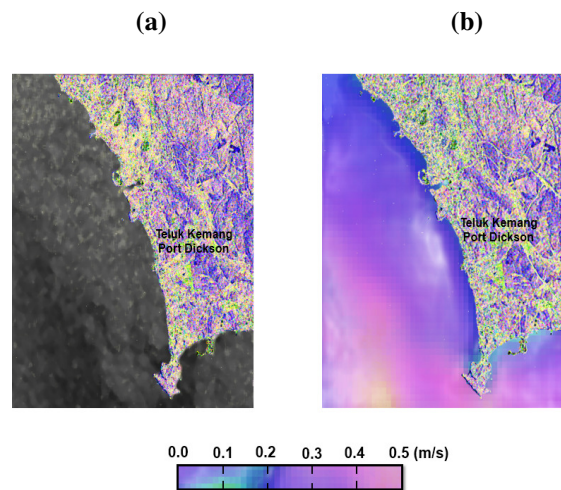 (a)
(b)
Teluk Kemang
Port Dickson
Teluk Kemang
Port Dickson
0.0 0.1 0.2 0.3 0.4 0.5 (m/s)